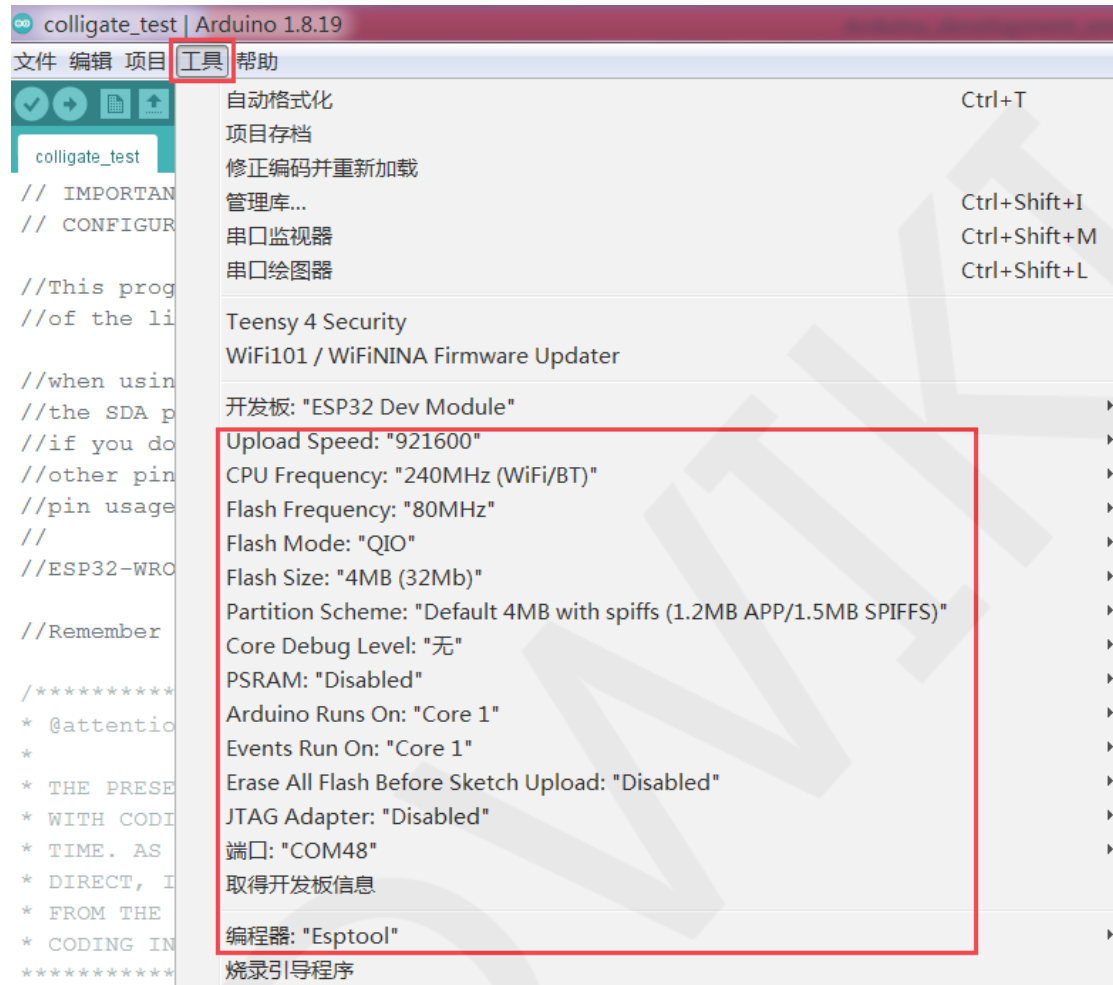 colligate_test | Arduino 1.8.19
文件 编辑 项目 工具 帮助
自动格式化 Ctrl+T
项目存档
修正编码并重新加载
管理库... Ctrl+Shift+I
串口监视器 Ctrl+Shift+M
串口绘图器 Ctrl+Shift+L
Teensy 4 Security
WiFi101 / WiFiNINA Firmware Updater
开发板: "ESP32 Dev Module"
Upload Speed: "921600"
CPU Frequency: "240MHz (WiFi/BT)"
Flash Frequency: "80MHz"
Flash Mode: "QIO"
Flash Size: "4MB (32Mb)"
Partition Scheme: "Default 4MB with spiffs (1.2MB APP/1.5MB SPIFFS)"
Core Debug Level: "无"
PSRAM: "Disabled"
Arduino Runs On: "Core 1"
Events Run On: "Core 1"
Erase All Flash Before Sketch Upload: "Disabled"
JTAG Adapter: "Disabled"
端口: "COM48"
取得开发板信息
编程器: "Esptool"
烧录引导程序
colligate_test
// IMPORTAN
// CONFIGUR
//This prog
//of the li
//when usin
//the SDA p
//if you do
//other pin
//pin usage
//
//ESP32-WRO
//Remember
/**********
* @attentio
*
* THE PRESE
* WITH CODI
* TIME. AS
* DIRECT, I
* FROM THE
* CODING IN
***********